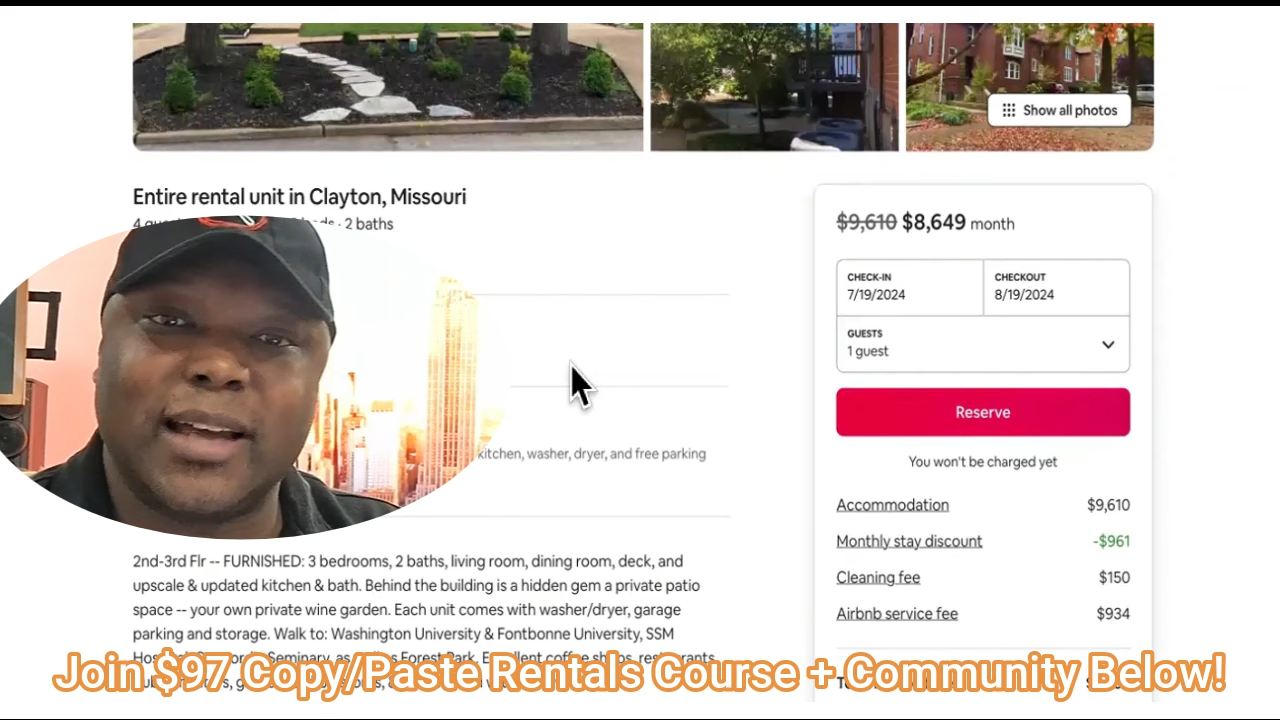 Show all photos
Entire rental unit in Clayton, Missouri
2 baths
$9,610 $8,649 month
CHECK-IN
7/19/2024
CHECKOUT
8/19/2024
GUESTS
1 guest
Reserve
You won't be charged yet
kitchen, washer, dryer, and free parking
Accommodation $9,610
Monthly stay discount -$961
Cleaning fee $150
Airbnb service fee $934
2nd-3rd Flr -- FURNISHED: 3 bedrooms, 2 baths, living room, dining room, deck, and
upscale & updated kitchen & bath. Behind the building is a hidden gem a private patio
space -- your own private wine garden. Each unit comes with washer/dryer, garage
parking and storage. Walk to: Washington University & Fontbonne University, SSM
Join $97 Copy/Paste Rentals Course + Community Below!